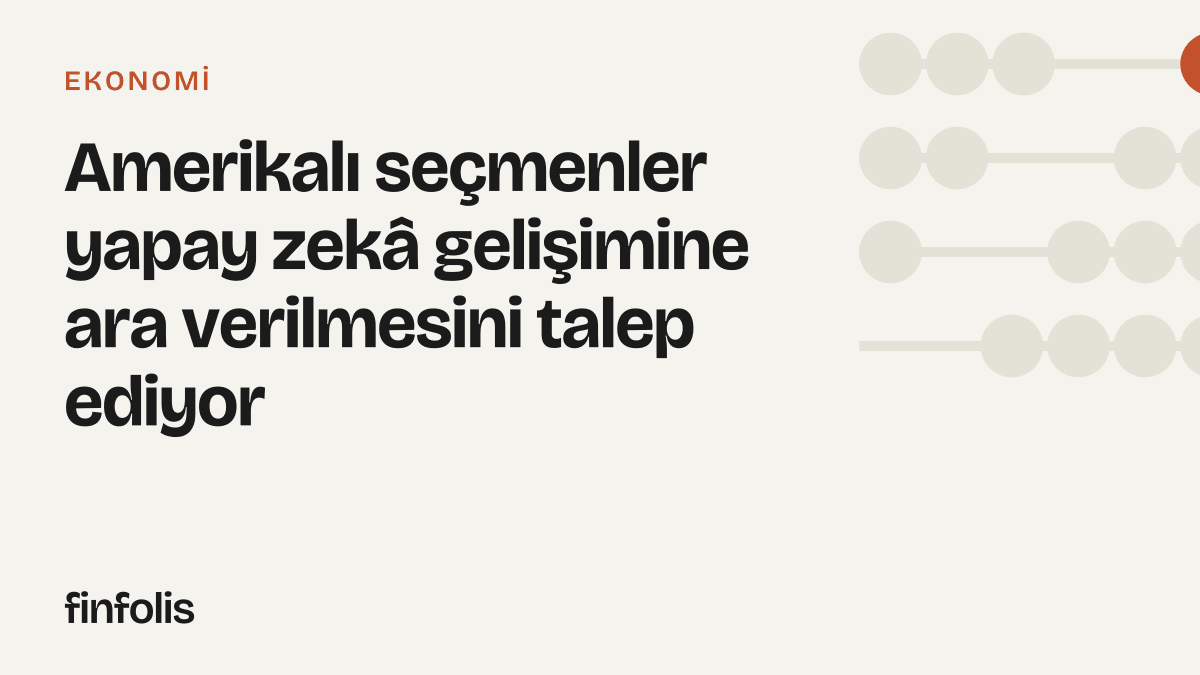 EKONOMİ
Amerikalı seçmenler
yapay zekâ gelişimine
ara verilmesini talep
ediyor
finfolis